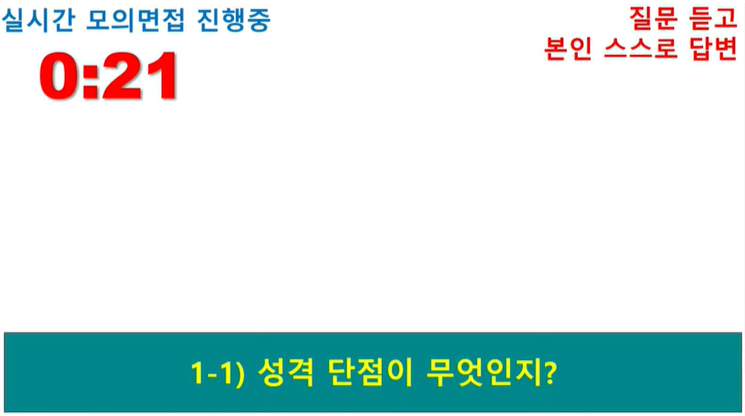 실시간 모의면접 진행중
질문 듣고
본인 스스로 답변
0:21
1-1) 성격 단점이 무엇인지?